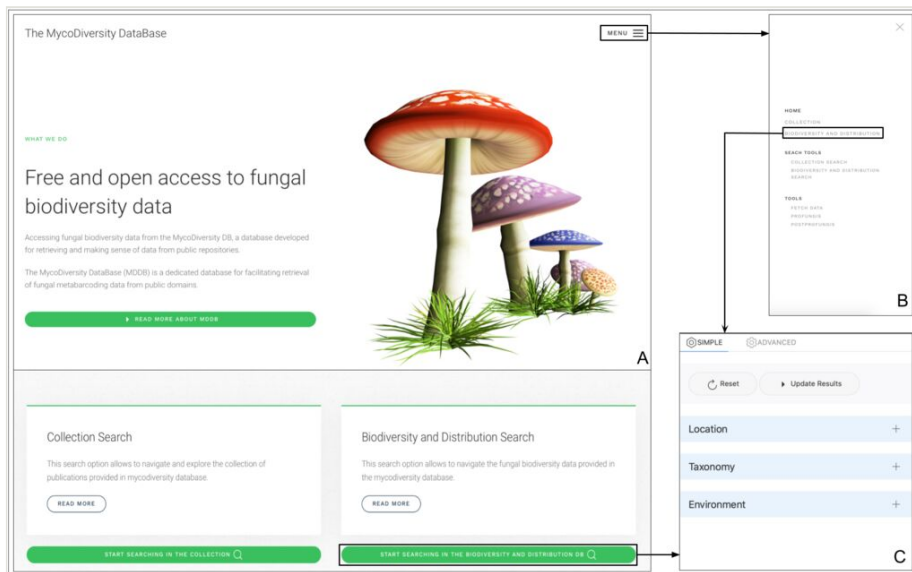 The MycoDiversity DataBase
MENU
WHAT WE DO
Free and open access to fungal
biodiversity data
Accessing fungal biodiversity data from the MycoDiversity DB, a database developed
for retrieving and making sense of data from public repositories.
The MycoDiversity DataBase (MDDB) is a dedicated database for facilitating retrieval
of fungal metabarcoding data from public domains.
READ MORE ABOUT MDDB
A
Collection Search
This search option allows to navigate and explore the collection of
publications provided in mycodiversity database.
READ MORE
START SEARCHING IN THE COLLECTION
Biodiversity and Distribution Search
This search option allows to navigate the fungal biodiversity data provided in
the mycodiversity database.
READ MORE
START SEARCHING IN THE BIODIVERSITY AND DISTRIBUTION DB
HOME
COLLECTION
BIODIVERSITY AND DISTRIBUTION
SEACH TOOLS
COLLECTION SEARCH
BIODIVERSITY AND DISTRIBUTION
SEARCH
TOOLS
FETCH DATA
PROFUNGIS
POSTPROFUNGIS
B
SIMPLE
ADVANCED
Reset
Update Results
Location
Taxonomy
Environment
C